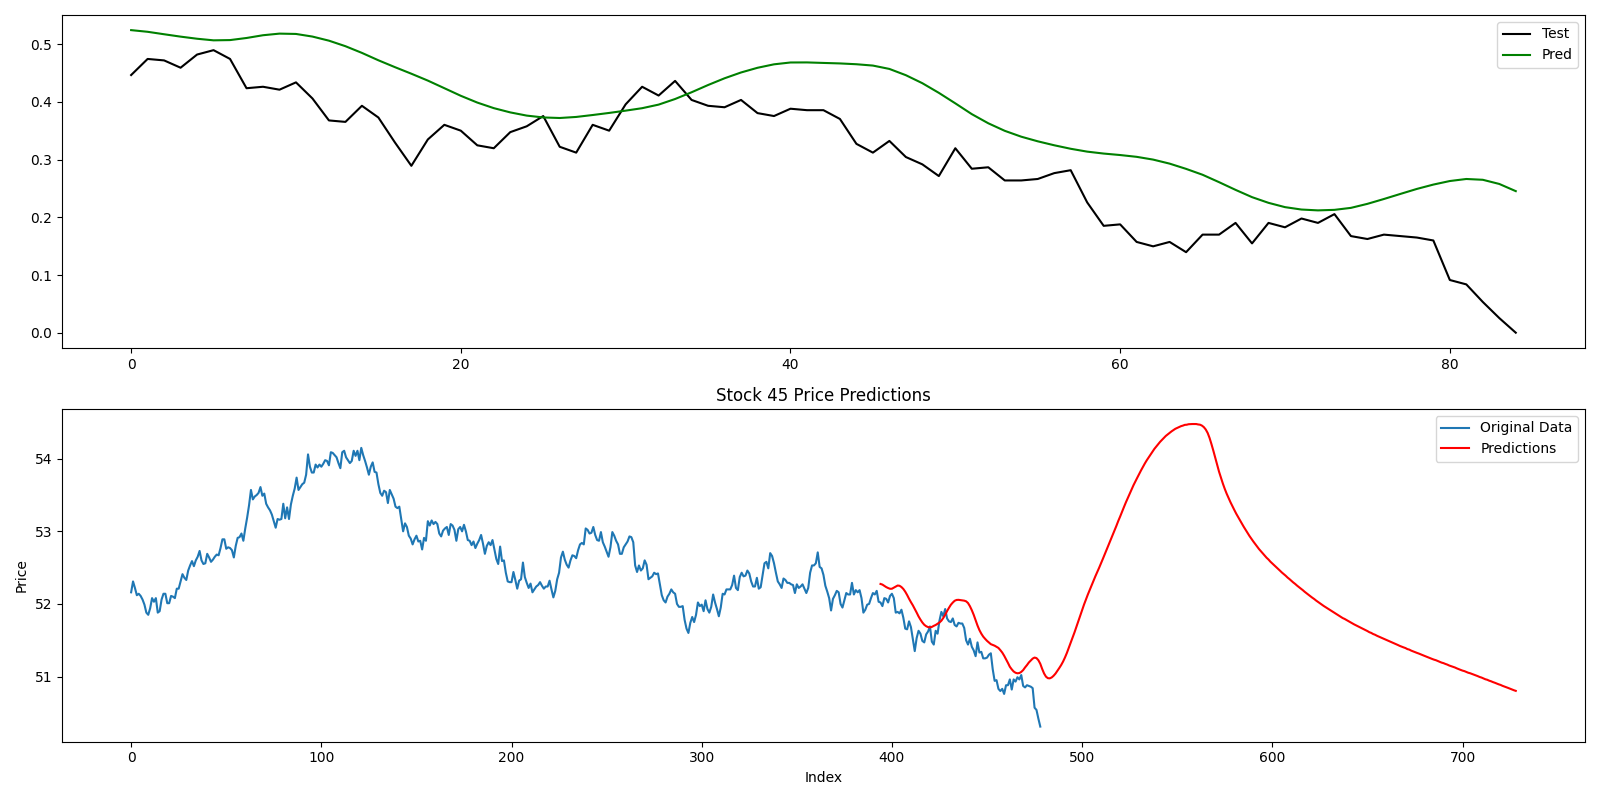 0.5
0.4
0.3
0.2
0.1
0.0
Test
Pred
0 20 40 60 80
Stock 45 Price Predictions
Price
54
53
52
51
Original Data
Predictions
0 100 200 300 400 500 600 700
Index